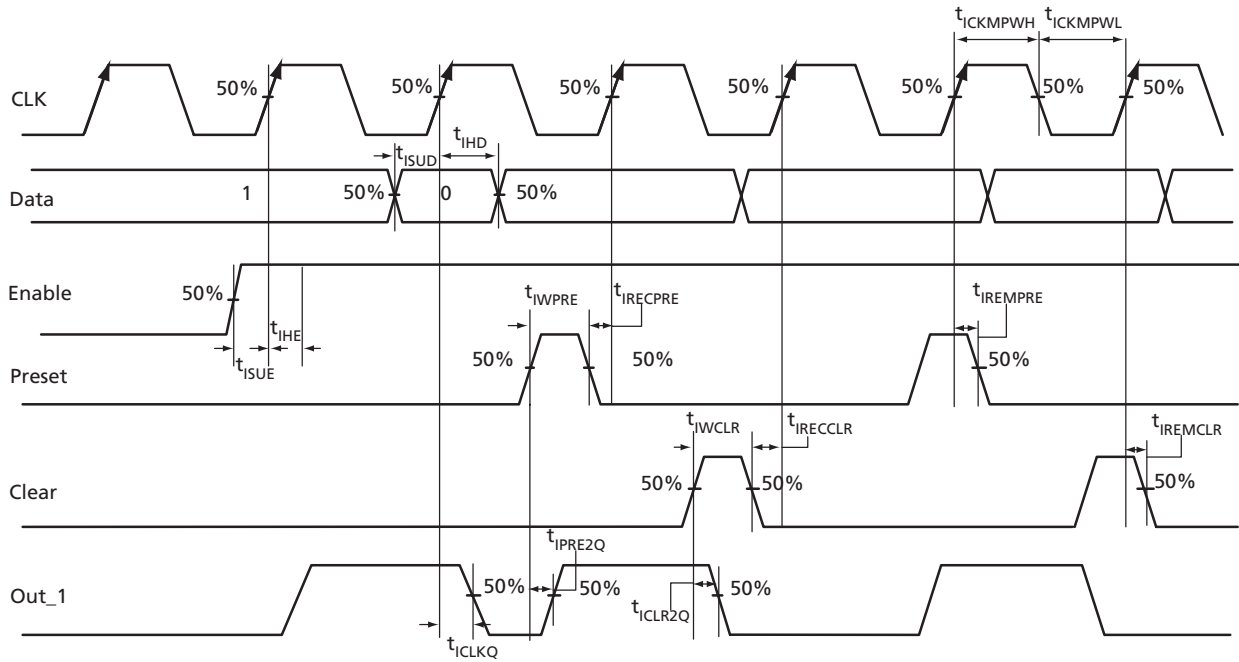 tICKMPWH tICKMPWL
CLK 50% 50% 50% 50% 50% 50% 50%
tISUD tIHD
Data 1 50% 0 50%
Enable 50% tIWPRE tIRECPRE tIREMPRE
tIHE
tISUE
Preset 50% 50% 50%
tIWCLR tIRECCLR tIREMCLR
Clear 50% 50% 50%
tIPRE2Q
Out_1 50% 50% tICLR2Q 50%
tICLKQ